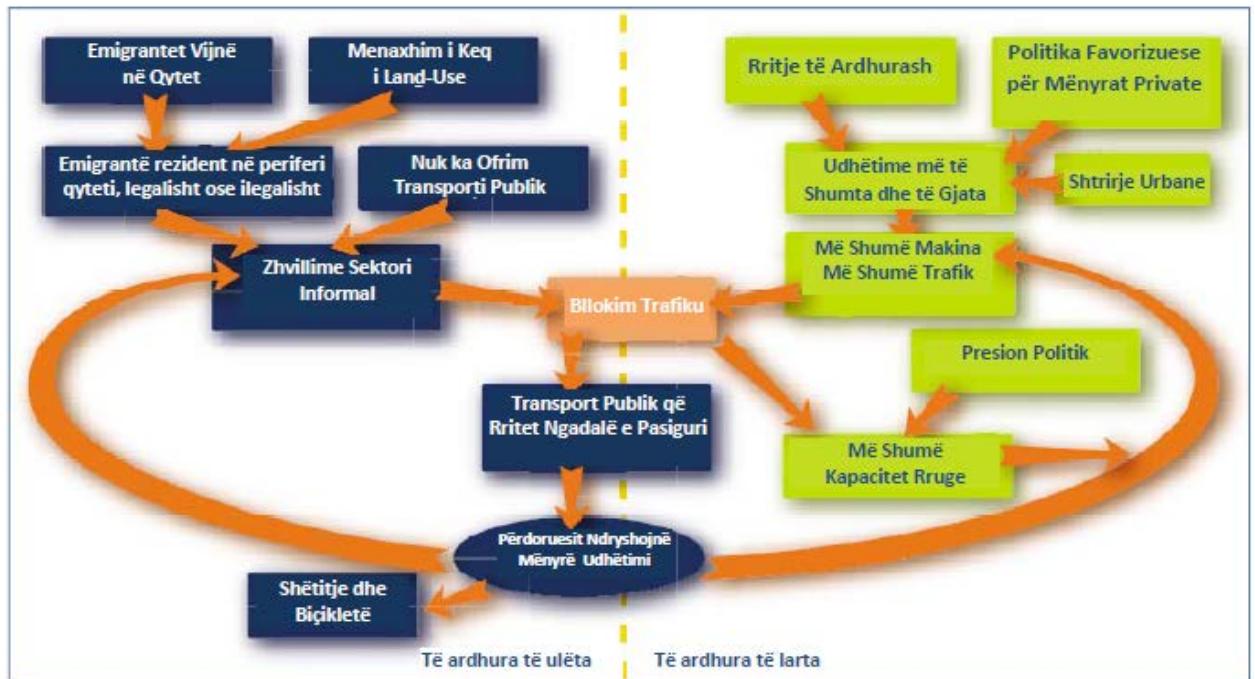 Emigrantet Vijnë
në Qytet
Menaxhim i Keq
i Land-Use
Emigrantë rezident në periferi
qyteti, legalisht ose ilegalisht
Nuk ka Ofrim
Transporti Publik
Zhvillime Sektori
Informal
Bllokim Trafiku
Transport Publik që
Rritet Ngadalë e Pasiguri
Përdoruesit Ndryshojnë
Mënyrë Udhëtimi
Shëtitje dhe
Biçikletë
Të ardhura të ulëta
Rritje të Ardhurash
Politika Favorizuese
për Mënyrat Private
Udhëtime më të
Shumta dhe të Gjata
Shtrirje Urbane
Më Shumë Makina
Më Shumë Trafik
Presion Politik
Më Shumë
Kapacitet Rruge
Të ardhura të larta